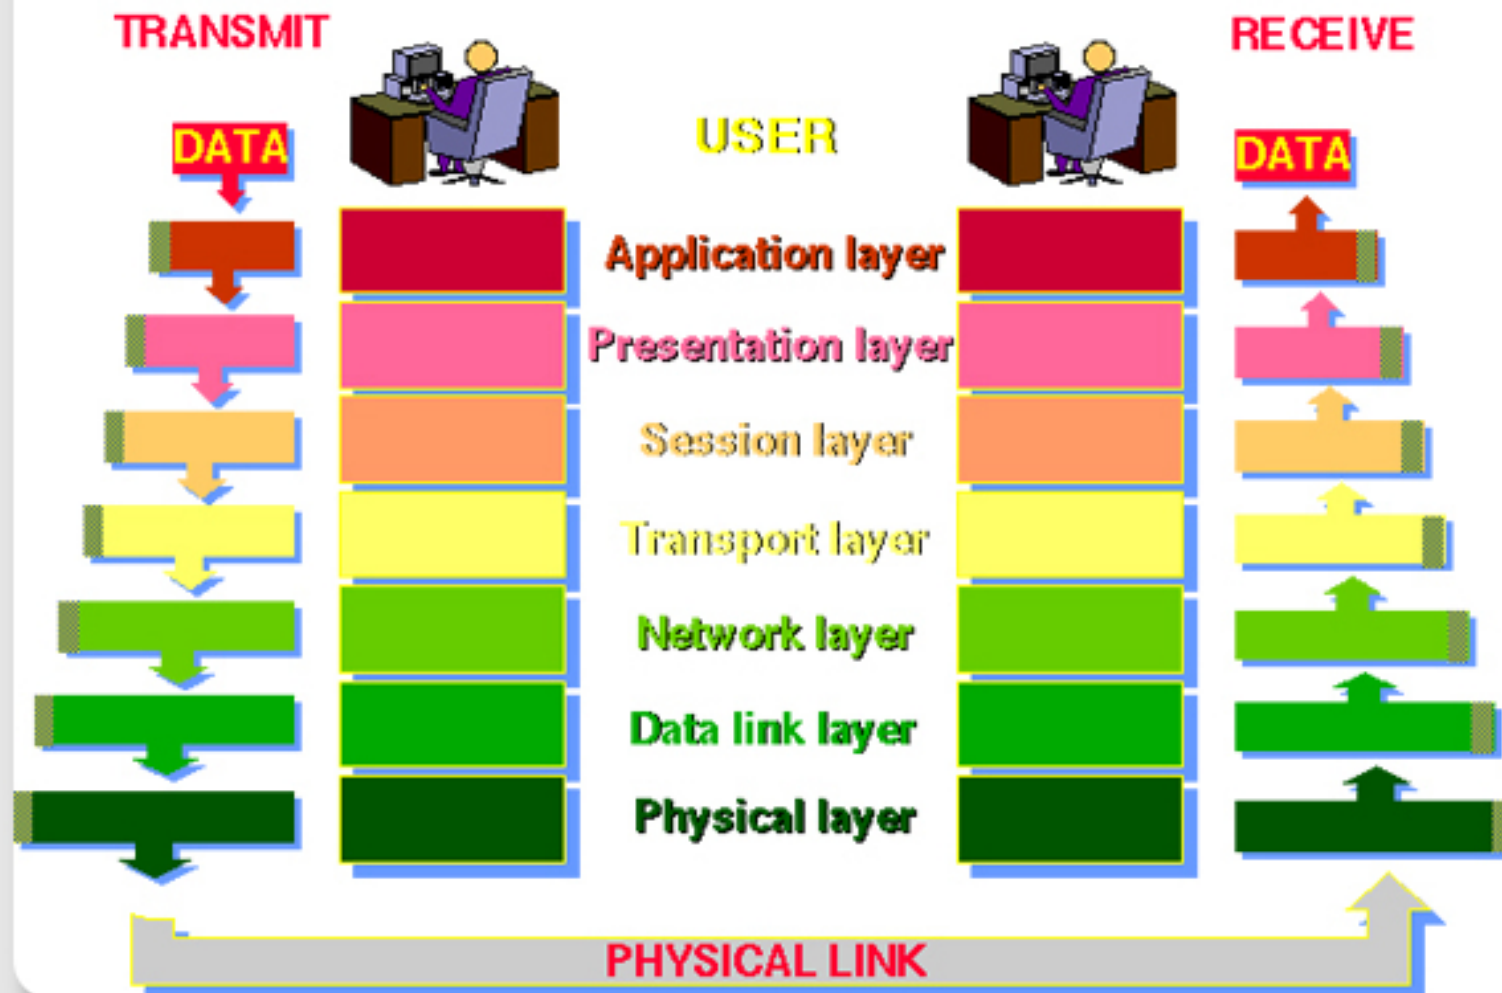 TRANSMIT
RECEIVE
DATA
USER
DATA
Application layer
Presentation layer
Session layer
Transport layer
Network layer
Data link layer
Physical layer
PHYSICAL LINK